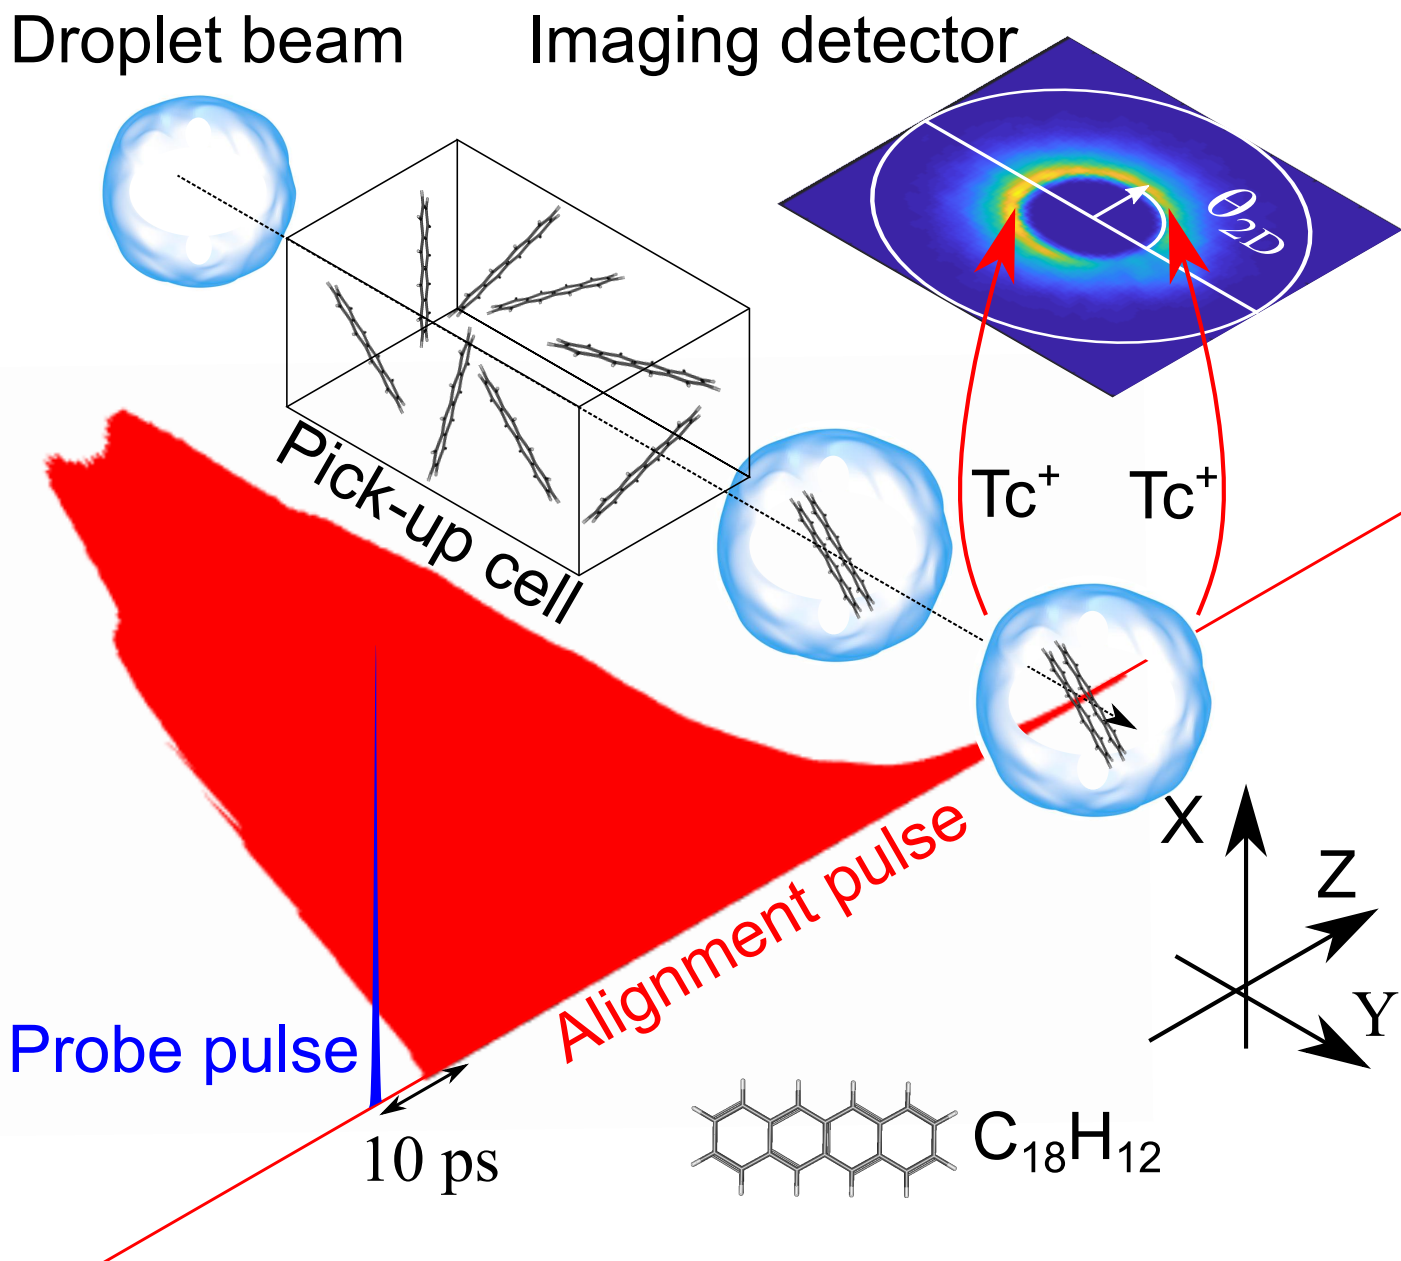 Droplet beam
Imaging detector
θ2D
Pick-up cell
Tc+
Tc+
X
Z
Y
Alignment pulse
Probe pulse
10 ps
C18H12